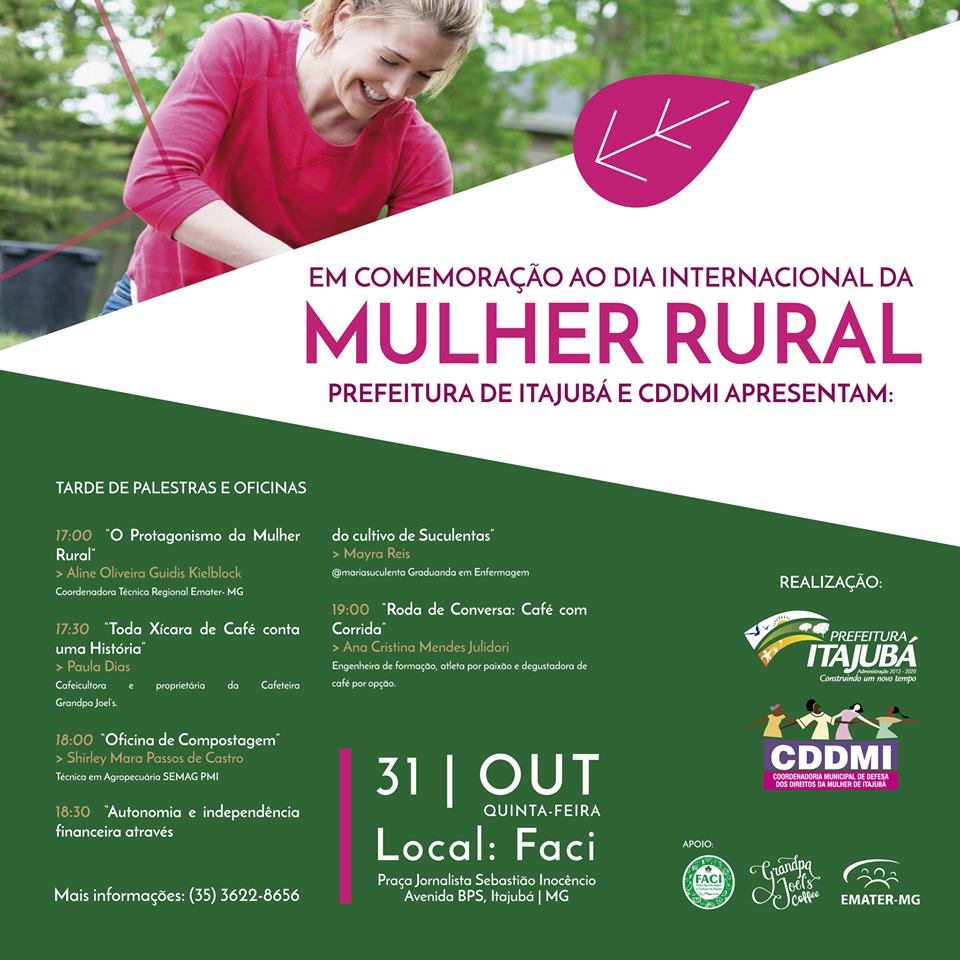 EM COMEMORAÇÃO AO DIA INTERNACIONAL DA
MULHER RURAL
PREFEITURA DE ITAJUBÁ E CDDMI APRESENTAM:
TARDE DE PALESTRAS E OFICINAS
17:00 "O Protagonismo da Mulher
Rural"
> Aline Oliveira Guidis Kielblock
Coordenadora Técnica Regional Emater- MG
17:30 "Toda Xícara de Café conta
uma História"
> Paula Dias
Cafeicultora e proprietária da Cafeteira
Grandpa Joel's.
18:00 "Oficina de Compostagem"
> Shirley Mara Passos de Castro
Técnica em Agropecuária SEMAG PMI
18:30 "Autonomia e independência
financeira através
do cultivo de Suculentas"
> Mayra Reis
@mariasuculenta Graduanda em Enfermagem
19:00 "Roda de Conversa: Café com
Corrida"
> Ana Cristina Mendes Julidori
Engenheira de formação, atleta por paixão e degustadora de
café por opção.
Mais informações: (35) 3622-8656
31 | OUT
QUINTA-FEIRA
Local: Faci
Praça Jornalista Sebastião Inocêncio
Avenida BPS, Itajubá | MG
REALIZAÇÃO:
PREFEITURA
ITAJUBÁ
Administração 2013 - 2020
Construindo um novo tempo
CDDMI
COORDENADORIA MUNICIPAL DE DEFESA
DOS DIREITOS DA MULHER DE ITAJUBÁ
APOIO:
FACI
Grandpa
Joel's
Coffee
EMATER-MG